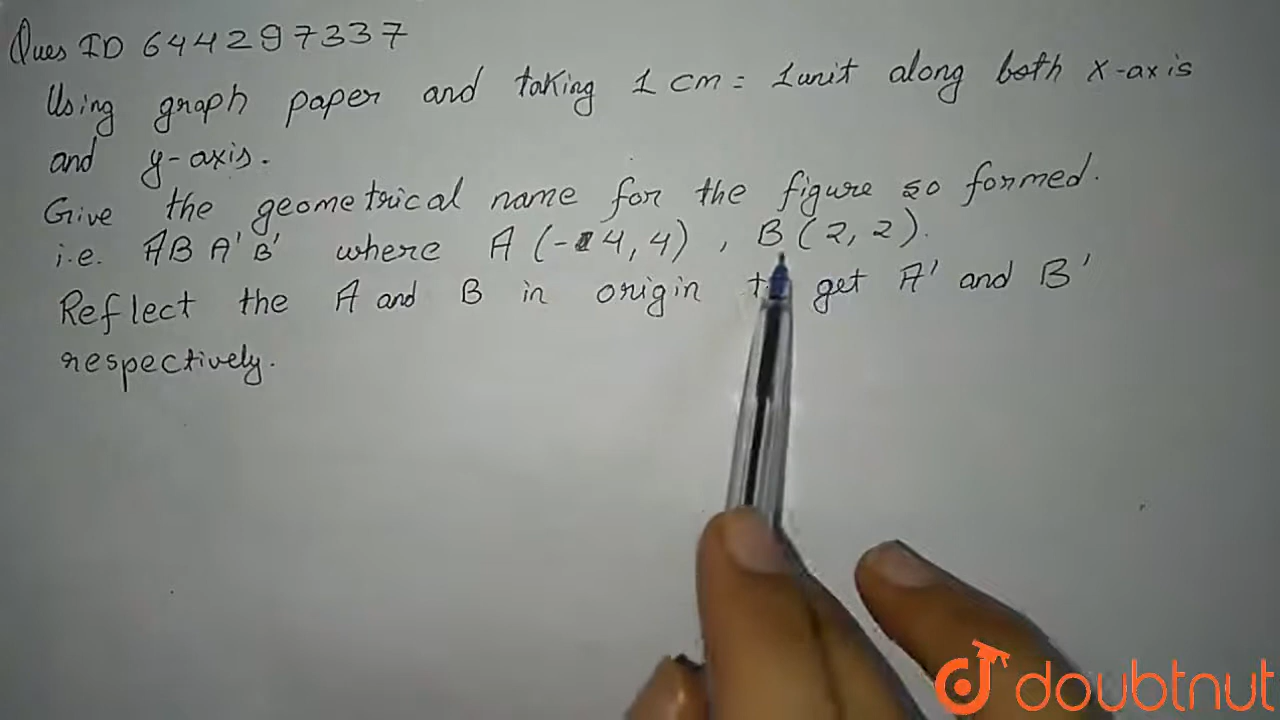 Ques ID 644297337
Using graph paper and taking 1 cm = 1 unit along both x-axis
and y-axis.
Give the geometrical name for the figure so formed.
i.e. ABA'B' where A (-4, 4), B (2, 2).
Reflect the A and B in origin to get A' and B'
respectively.
doubtnut